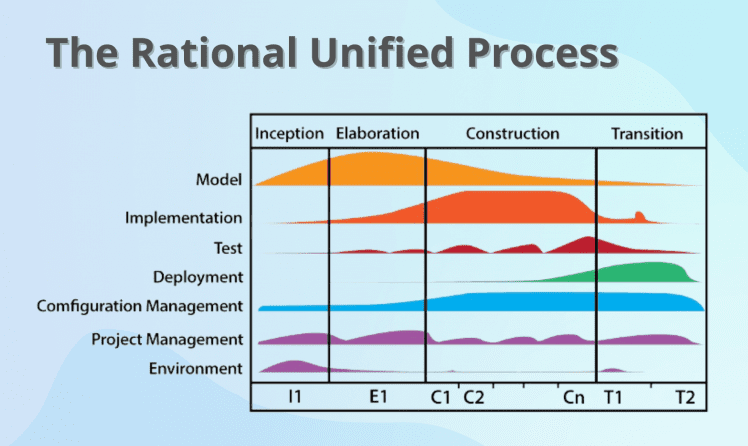 The Rational Unified Process
Inception Elaboration Construction Transition
Model
Implementation
Test
Deployment
Comfiguration Management
Project Management
Environment
I1 E1 C1 C2 Cn T1 T2